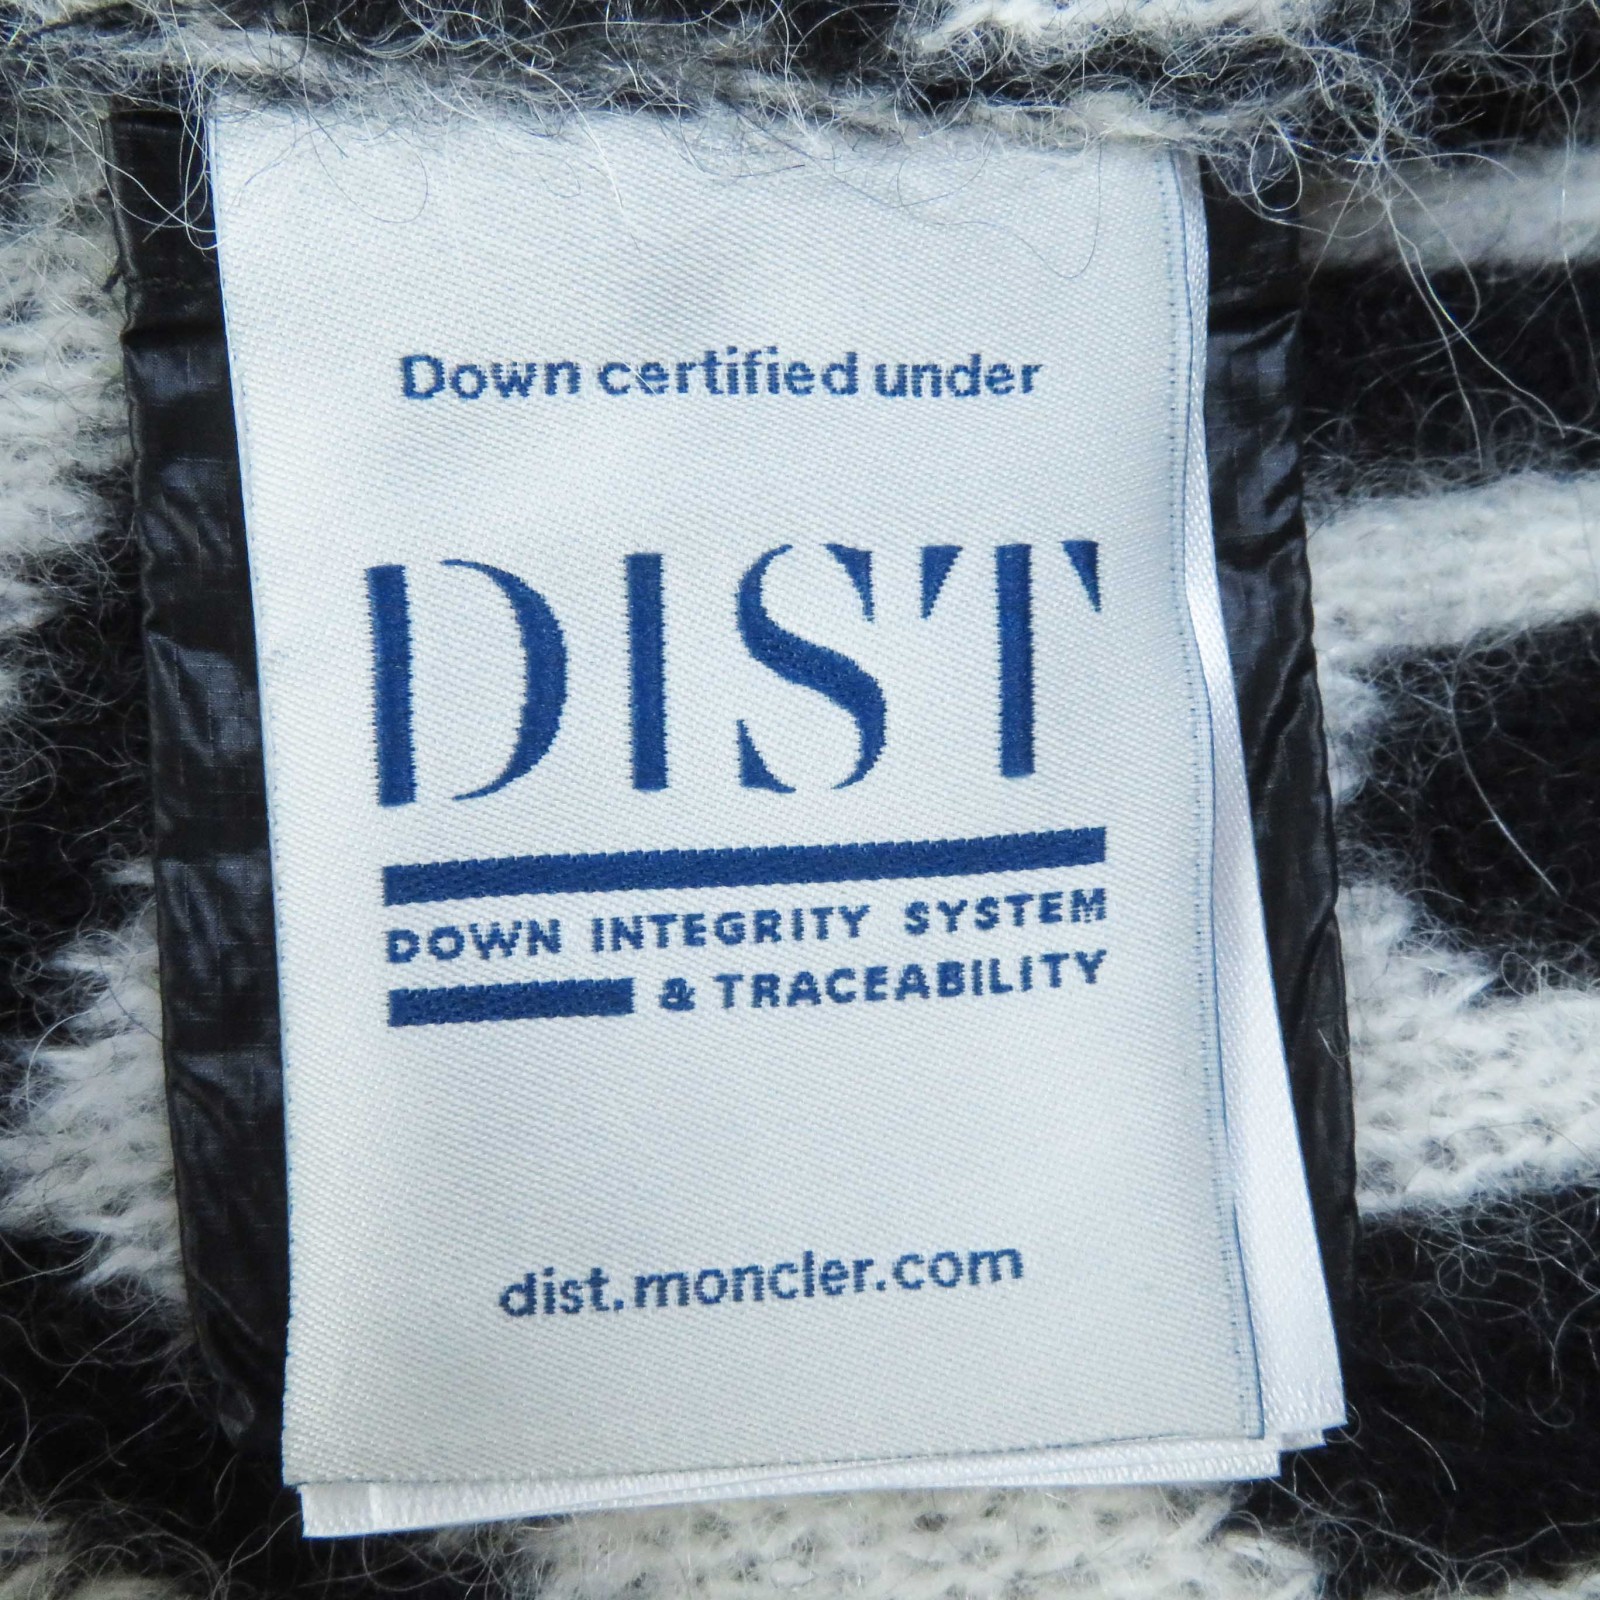 Down certified under
DIST
DOWN INTEGRITY SYSTEM
& TRACEABILITY
dist.moncler.com